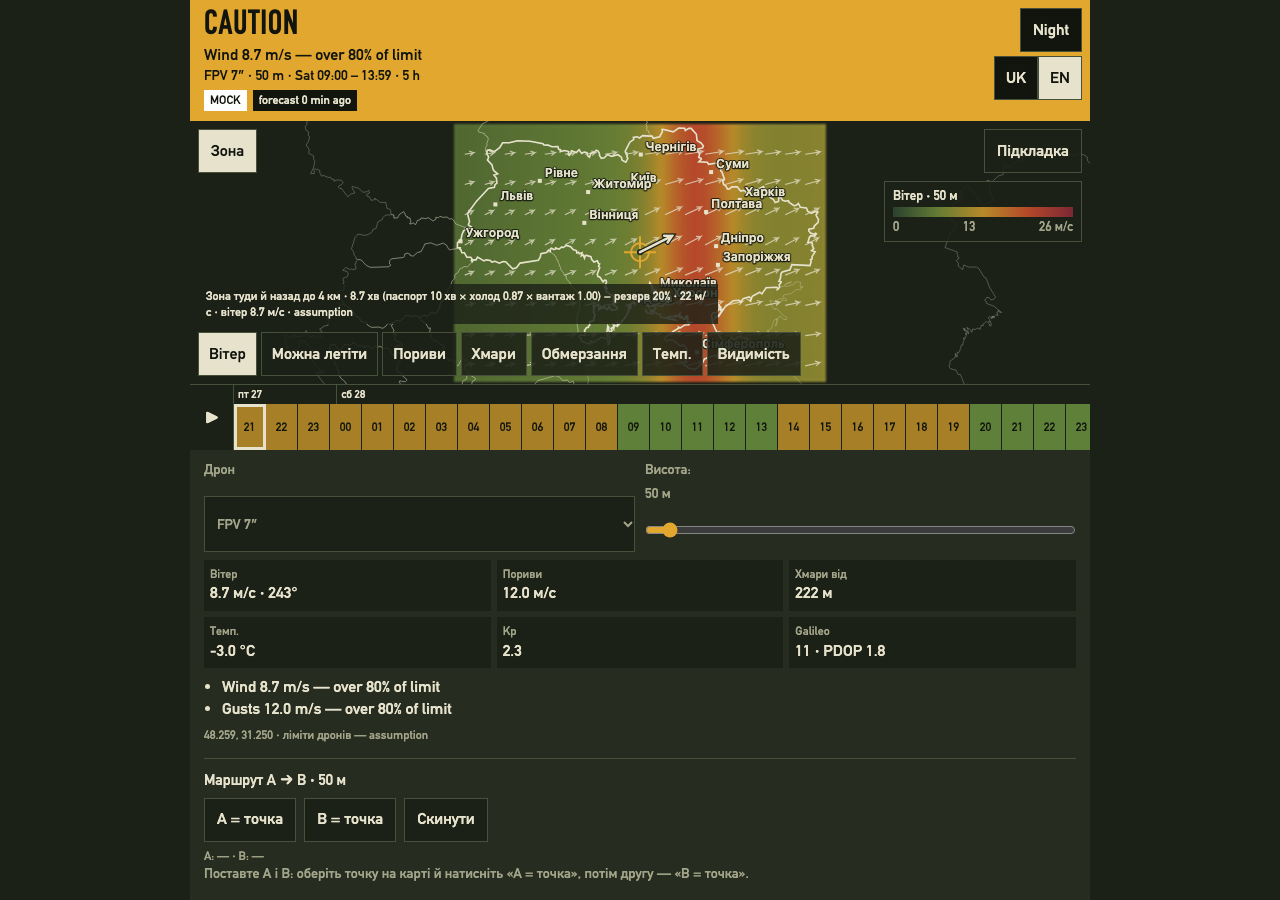 CAUTION
Wind 8.7 m/s — over 80% of limit
FPV 7″ · 50 m · Sat 09:00 – 13:59 · 5 h
MOCK
forecast 0 min ago
Night
UK
EN
Зона
Підкладка
Вітер · 50 м
0
13
26 м/с
Чернігів
Суми
Рівне
Київ
Житомир
Харків
Львів
Полтава
Вінниця
Ужгород
Дніпро
Запоріжжя
Миколаїв
Зона туди й назад до 4 км · 8.7 хв (паспорт 10 хв × холод 0.87 × вантаж 1.00) – резерв 20% · 22 м/
с · вітер 8.7 м/с · assumption
Сімферополь
Вітер
Можна летіти
Пориви
Хмари
Обмерзання
Темп.
Видимість
пт 27
сб 28
▶
21 22 23 00 01 02 03 04 05 06 07 08 09 10 11 12 13 14 15 16 17 18 19 20 21 22 23
Дрон
Висота:
50 м
FPV 7″
Вітер
8.7 м/с · 243°
Пориви
12.0 м/с
Хмари від
222 м
Темп.
-3.0 °C
Kp
2.3
Galileo
11 · PDOP 1.8
• Wind 8.7 m/s — over 80% of limit
• Gusts 12.0 m/s — over 80% of limit
48.259, 31.250 · ліміти дронів — assumption
Маршрут A → B · 50 м
A = точка
B = точка
Скинути
A: — · B: —
Поставте A і B: оберіть точку на карті й натисніть «A = точка», потім другу — «B = точка».